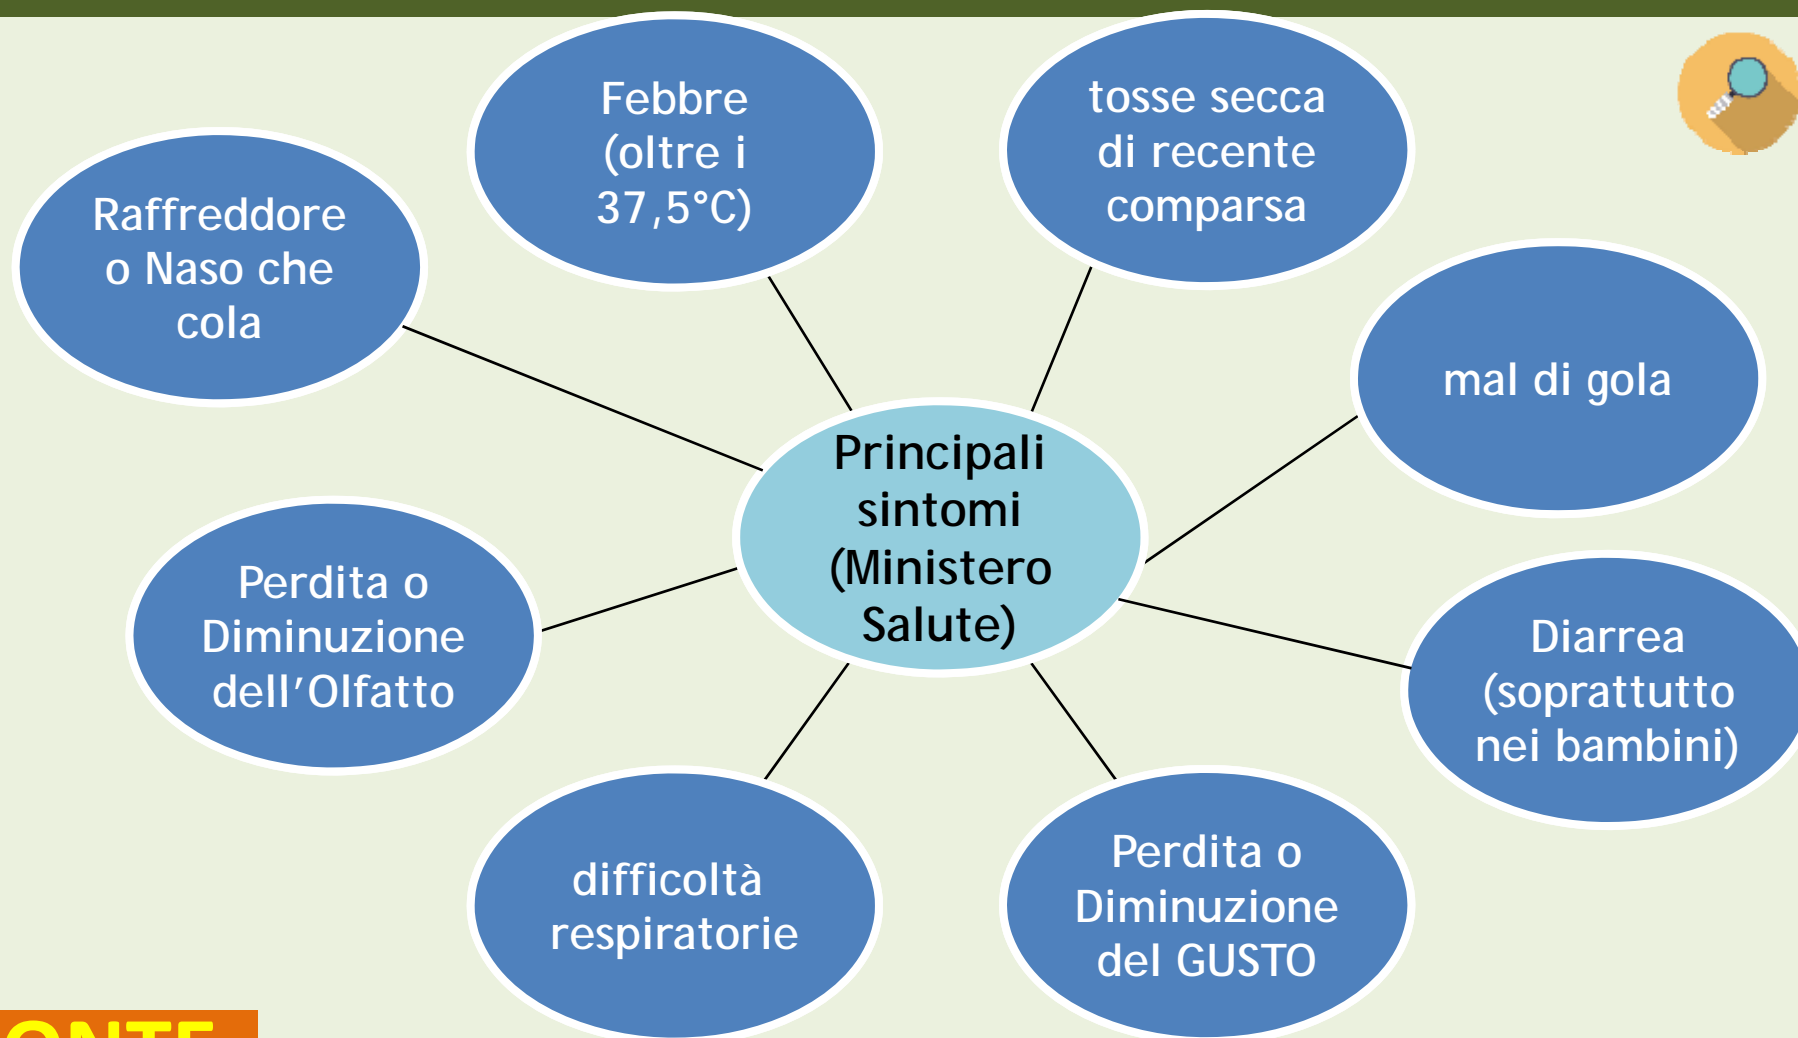 Febbre
(oltre i
37,5°C)
tosse secca
di recente
comparsa
Raffreddore
o Naso che
cola
mal di gola
Principali
sintomi
(Ministero
Salute)
Perdita o
Diminuzione
dell’Olfatto
Diarrea
(soprattutto
nei bambini)
difficoltà
respiratorie
Perdita o
Diminuzione
del GUSTO